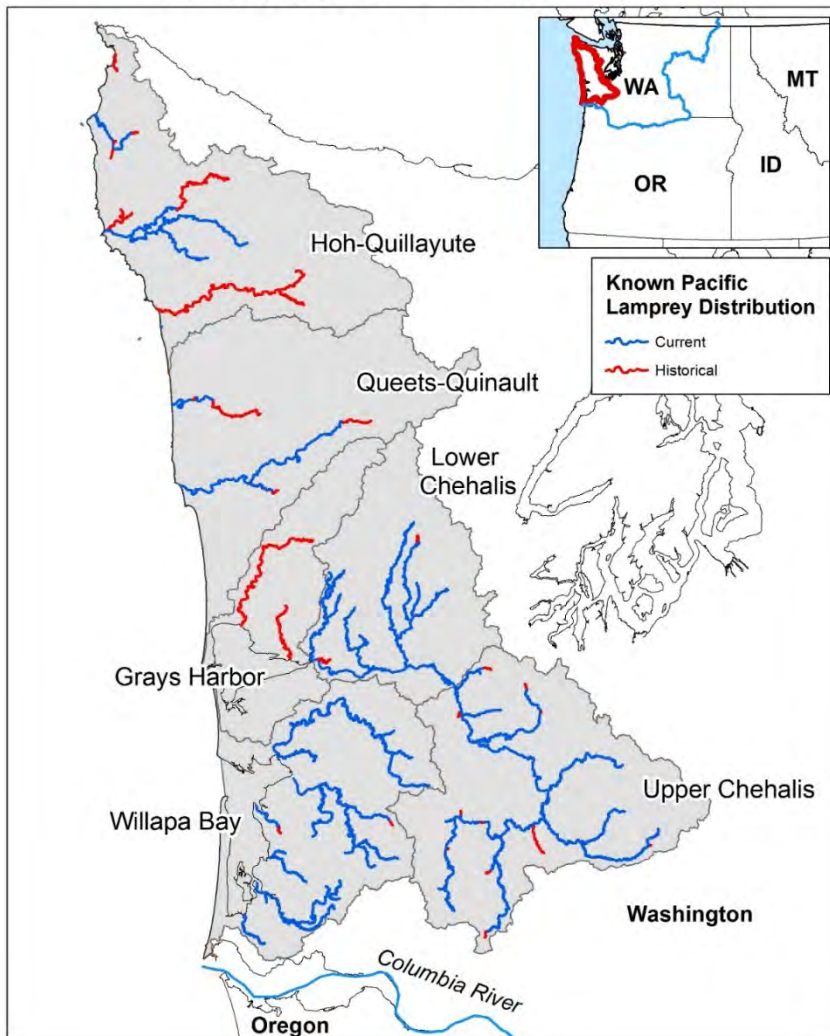 WA
MT
OR
ID
Known Pacific
Lamprey Distribution
Current
Historical
Hoh-Quillayute
Queets-Quinault
Lower
Chehalis
Grays Harbor
Upper Chehalis
Willapa Bay
Washington
Columbia River
Oregon